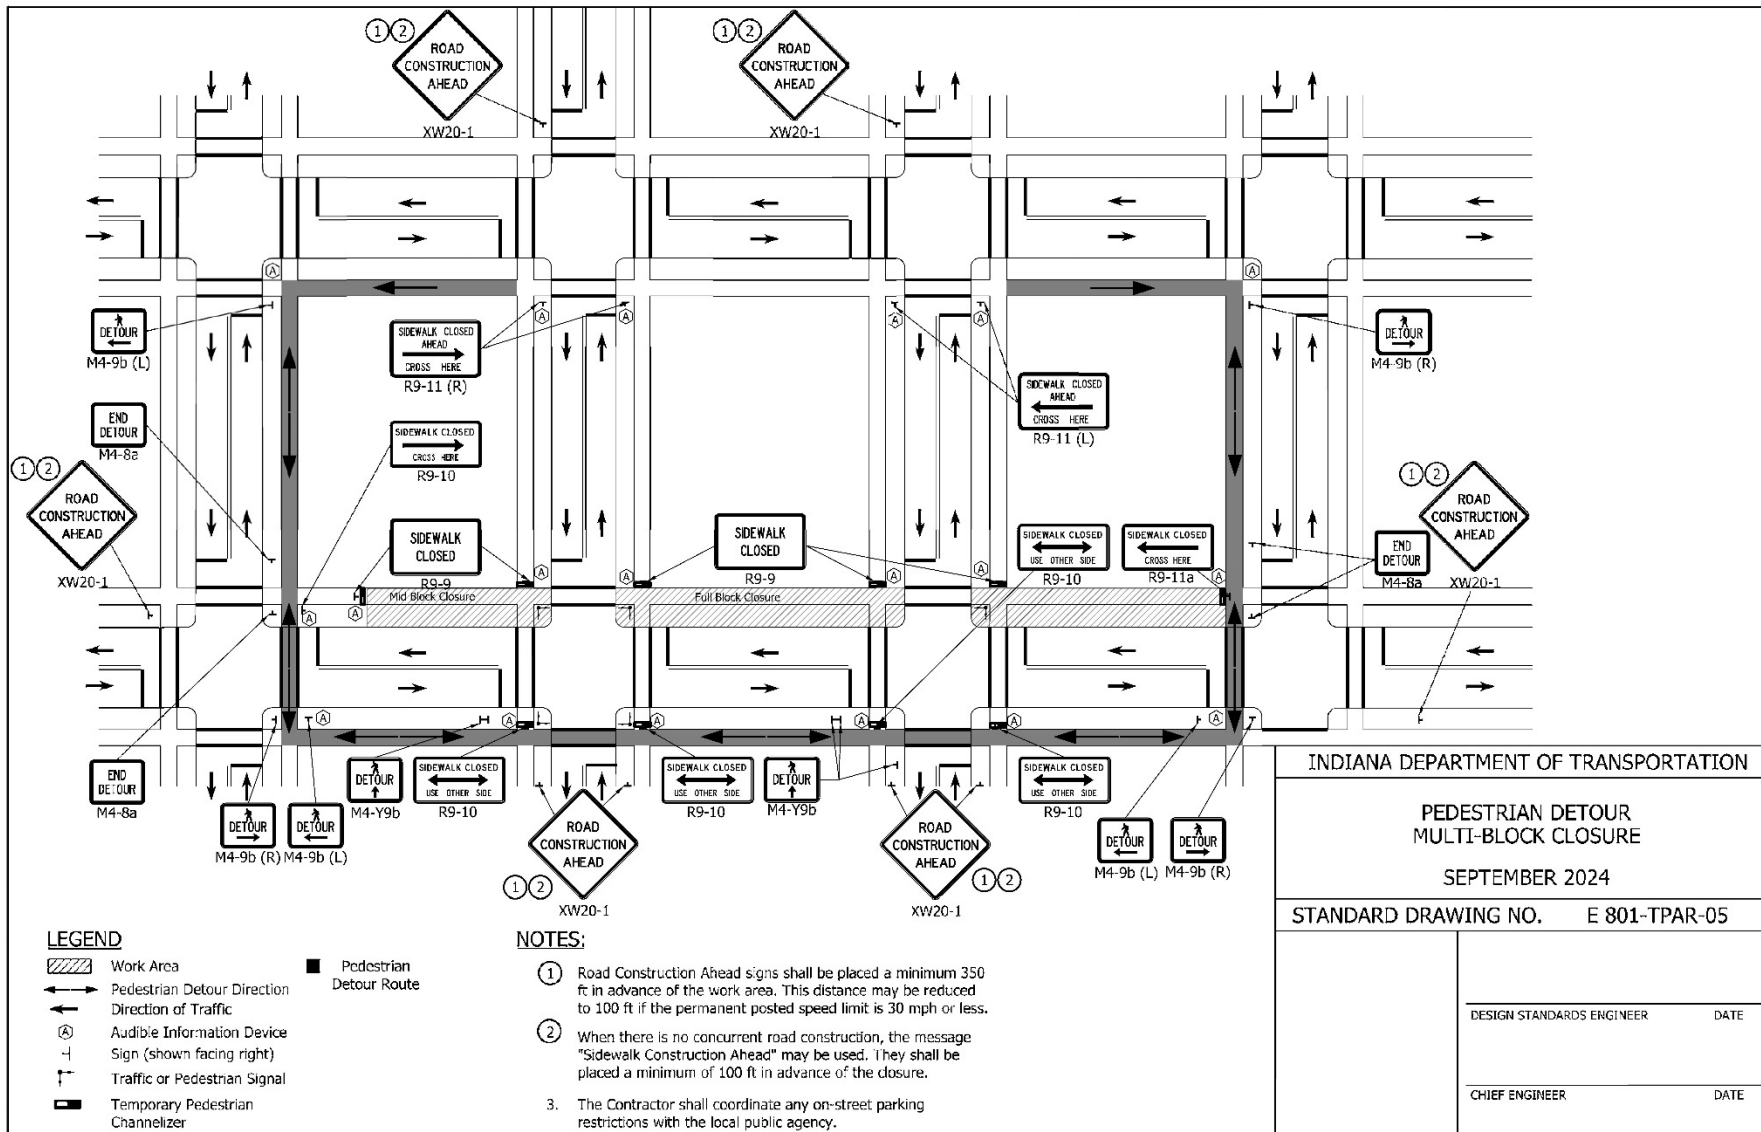 1 2
ROAD
CONSTRUCTION
AHEAD
XW20-1
1 2
ROAD
CONSTRUCTION
AHEAD
XW20-1
A
A
DETOUR
M4-9b (L)
SIDEWALK CLOSED
AHEAD
CROSS HERE
R9-11 (R)
A
A
A
A
DETOUR
M4-9b (R)
SIDEWALK CLOSED
AHEAD
CROSS HERE
R9-11 (L)
END
DETOUR
M4-8a
SIDEWALK CLOSED
CROSS HERE
R9-10
1 2
ROAD
CONSTRUCTION
AHEAD
XW20-1
1 2
ROAD
CONSTRUCTION
AHEAD
XW20-1
SIDEWALK
CLOSED
R9-9
SIDEWALK
CLOSED
R9-9
SIDEWALK CLOSED
USE OTHER SIDE
R9-10
SIDEWALK CLOSED
CROSS HERE
R9-11a
END
DETOUR
M4-8a
A
A
A
A
A
Mid Block Closure
Full Block Closure
A
A
A
A
A
A
A
A
A
END
DETOUR
M4-8a
DETOUR
M4-9b (R)
DETOUR
M4-9b (L)
DETOUR
M4-Y9b
SIDEWALK CLOSED
USE OTHER SIDE
R9-10
SIDEWALK CLOSED
USE OTHER SIDE
R9-10
DETOUR
M4-Y9b
SIDEWALK CLOSED
USE OTHER SIDE
R9-10
DETOUR
M4-9b (L)
DETOUR
M4-9b (R)
ROAD
CONSTRUCTION
AHEAD
1 2
XW20-1
ROAD
CONSTRUCTION
AHEAD
1 2
XW20-1
INDIANA DEPARTMENT OF TRANSPORTATION
PEDESTRIAN DETOUR
MULTI-BLOCK CLOSURE
SEPTEMBER 2024
STANDARD DRAWING NO. E 801-TPAR-05
DESIGN STANDARDS ENGINEER DATE
CHIEF ENGINEER DATE
LEGEND
Work Area
Pedestrian Detour Direction
Direction of Traffic
A Audible Information Device
Sign (shown facing right)
Traffic or Pedestrian Signal
Temporary Pedestrian
Channelizer
Pedestrian
Detour Route
NOTES:
1 Road Construction Ahead signs shall be placed a minimum 350
ft in advance of the work area. This distance may be reduced
to 100 ft if the permanent posted speed limit is 30 mph or less.
2 When there is no concurrent road construction, the message
"Sidewalk Construction Ahead" may be used. They shall be
placed a minimum of 100 ft in advance of the closure.
3. The Contractor shall coordinate any on-street parking
restrictions with the local public agency.